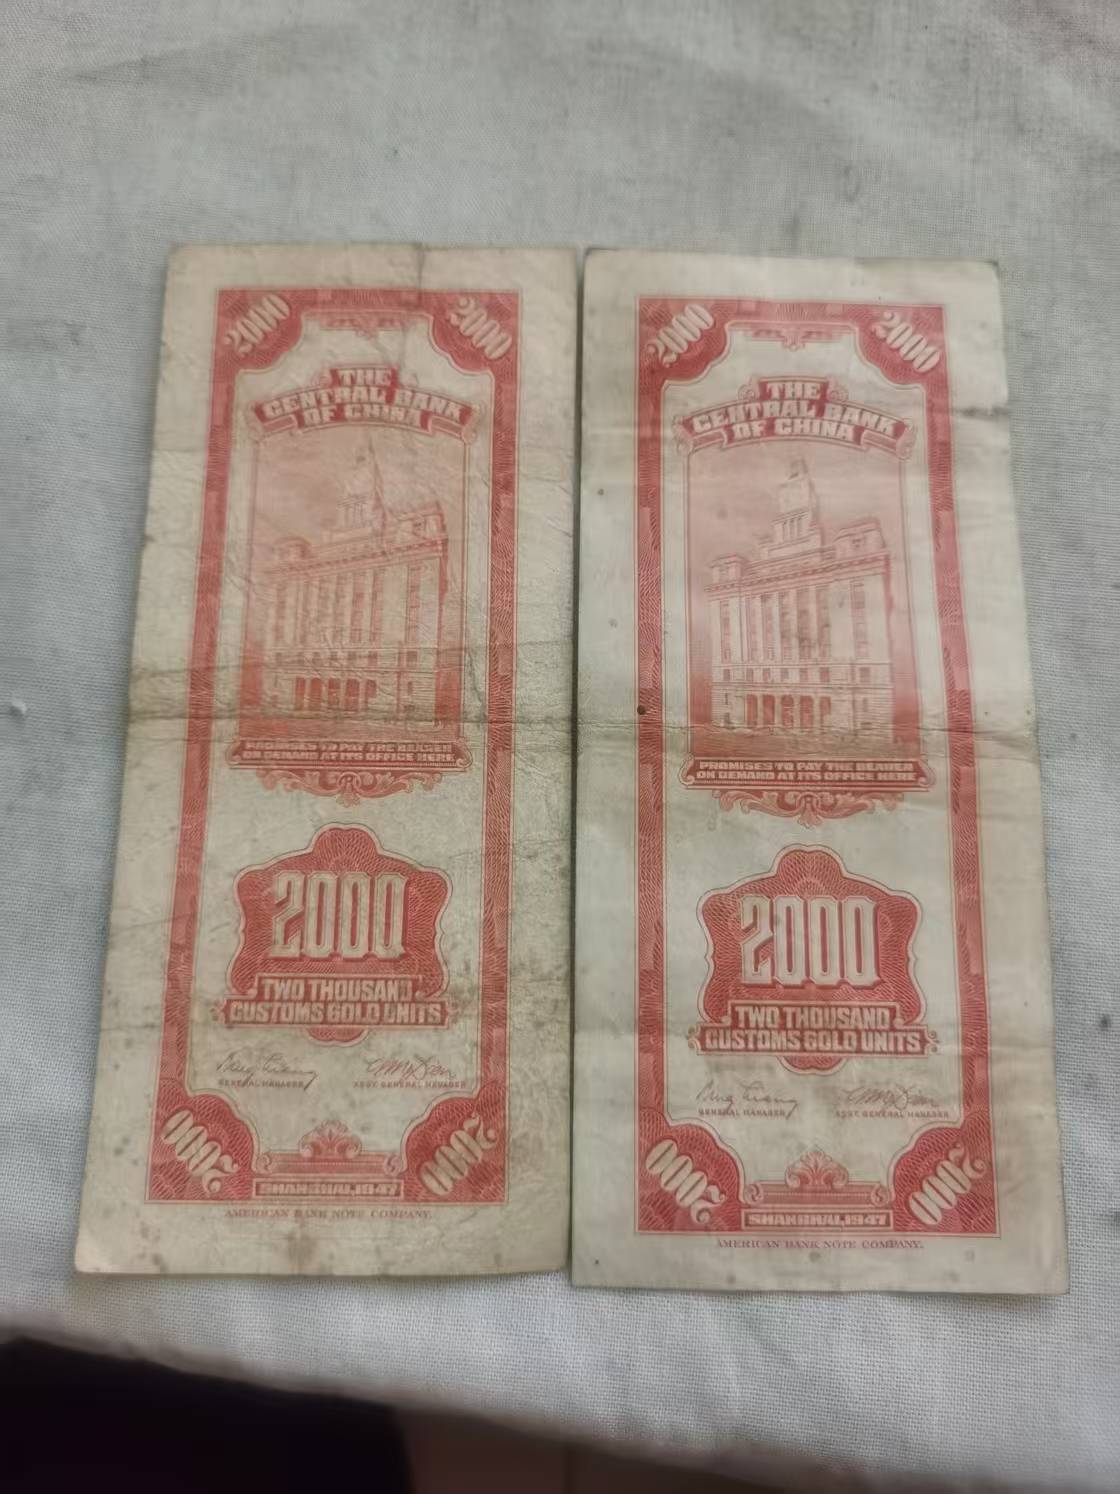 2000 2000
THE
CENTRAL BANK
OF CHINA
PROMISES TO PAY THE BEARER
ON DEMAND AT ITS OFFICE HERE
2000
TWO THOUSAND
CUSTOMS GOLD UNITS
GENERAL MANAGER ASST. GENERAL MANAGER
2000 2000
SHANGHAI, 1947
AMERICAN BANK NOTE COMPANY.
2000 2000
THE
CENTRAL BANK
OF CHINA
PROMISES TO PAY THE BEARER
ON DEMAND AT ITS OFFICE HERE
2000
TWO THOUSAND
CUSTOMS GOLD UNITS
GENERAL MANAGER ASST. GENERAL MANAGER
2000 2000
SHANGHAI, 1947
AMERICAN BANK NOTE COMPANY.